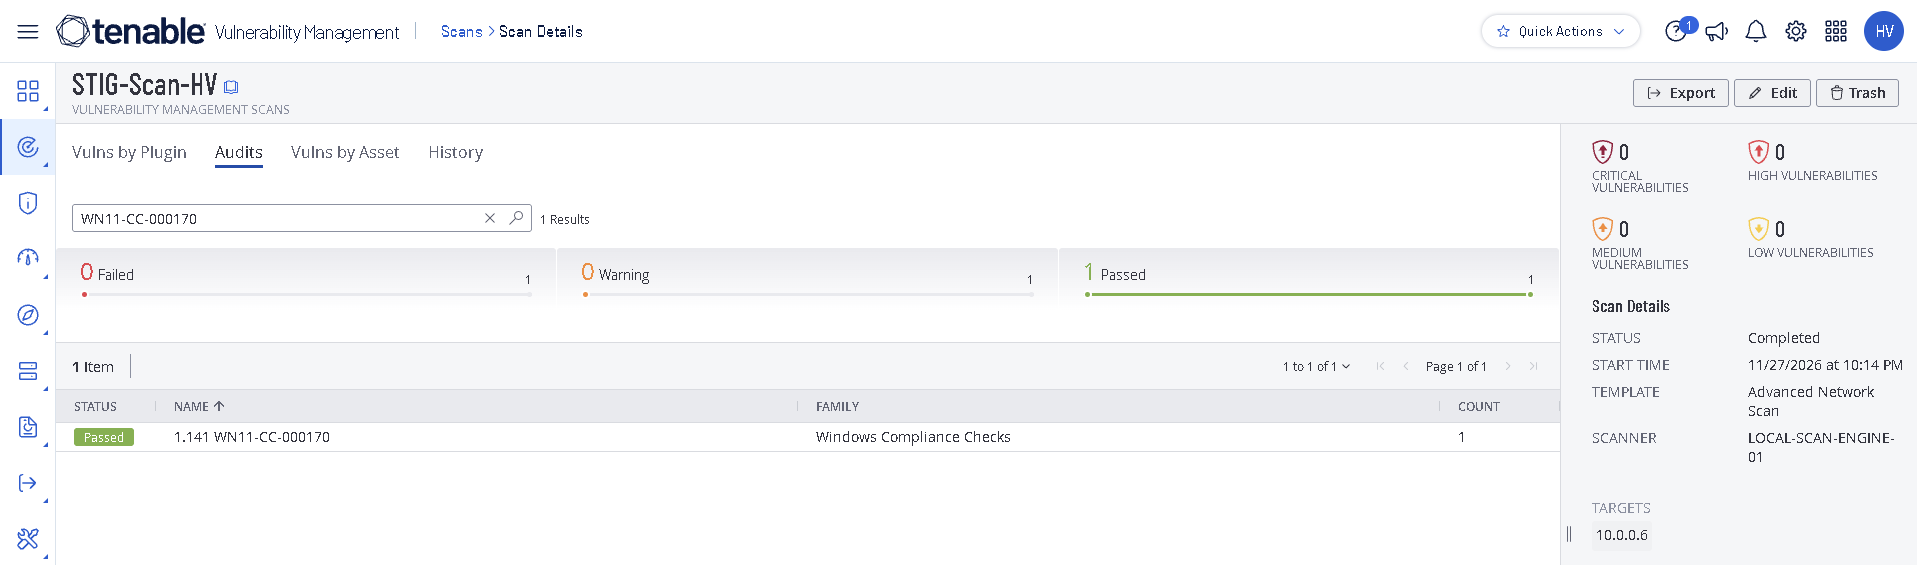 tenable Vulnerability Management Scans > Scan Details Quick Actions 1 HV
STIG-Scan-HV
VULNERABILITY MANAGEMENT SCANS
Export Edit Trash
Vulns by Plugin Audits Vulns by Asset History
WN11-CC-000170 1 Results
0 Failed 1
0 Warning 1
1 Passed 1
1 Item 1 to 1 of 1 Page 1 of 1
STATUS NAME FAMILY COUNT
Passed 1.141 WN11-CC-000170 Windows Compliance Checks 1
0
CRITICAL
VULNERABILITIES
0
HIGH VULNERABILITIES
0
MEDIUM
VULNERABILITIES
0
LOW VULNERABILITIES
Scan Details
STATUS Completed
START TIME 11/27/2026 at 10:14 PM
TEMPLATE Advanced Network
Scan
SCANNER LOCAL-SCAN-ENGINE-
01
TARGETS
10.0.0.6